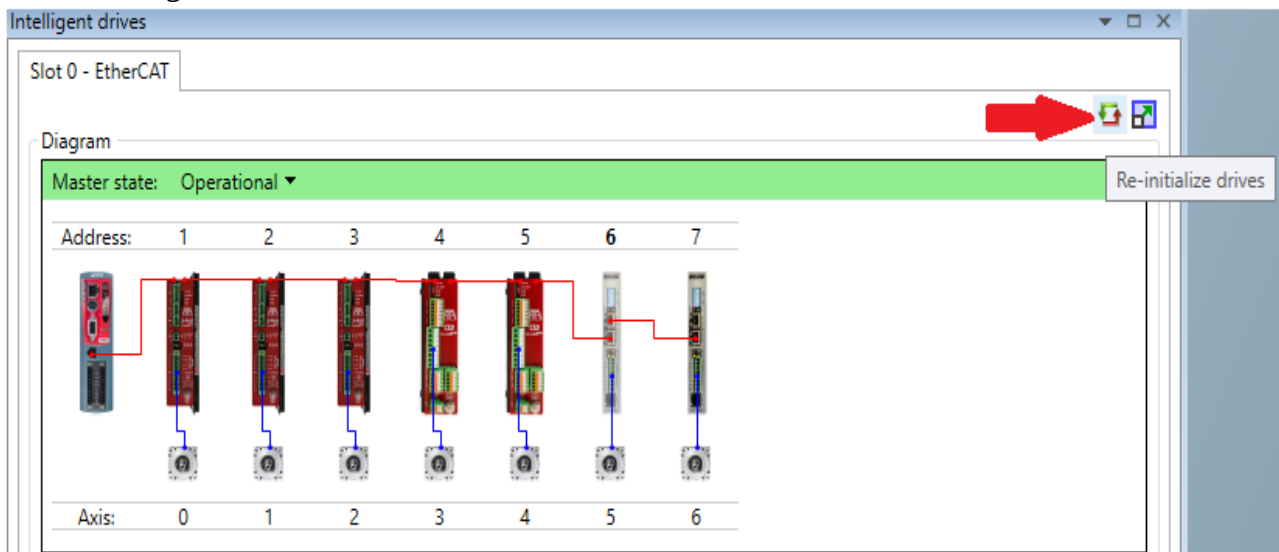 Intelligent drives
Slot 0 - EtherCAT
Diagram
Master state: Operational
Re-initialize drives
Address: 1 2 3 4 5 6 7
Axis: 0 1 2 3 4 5 6